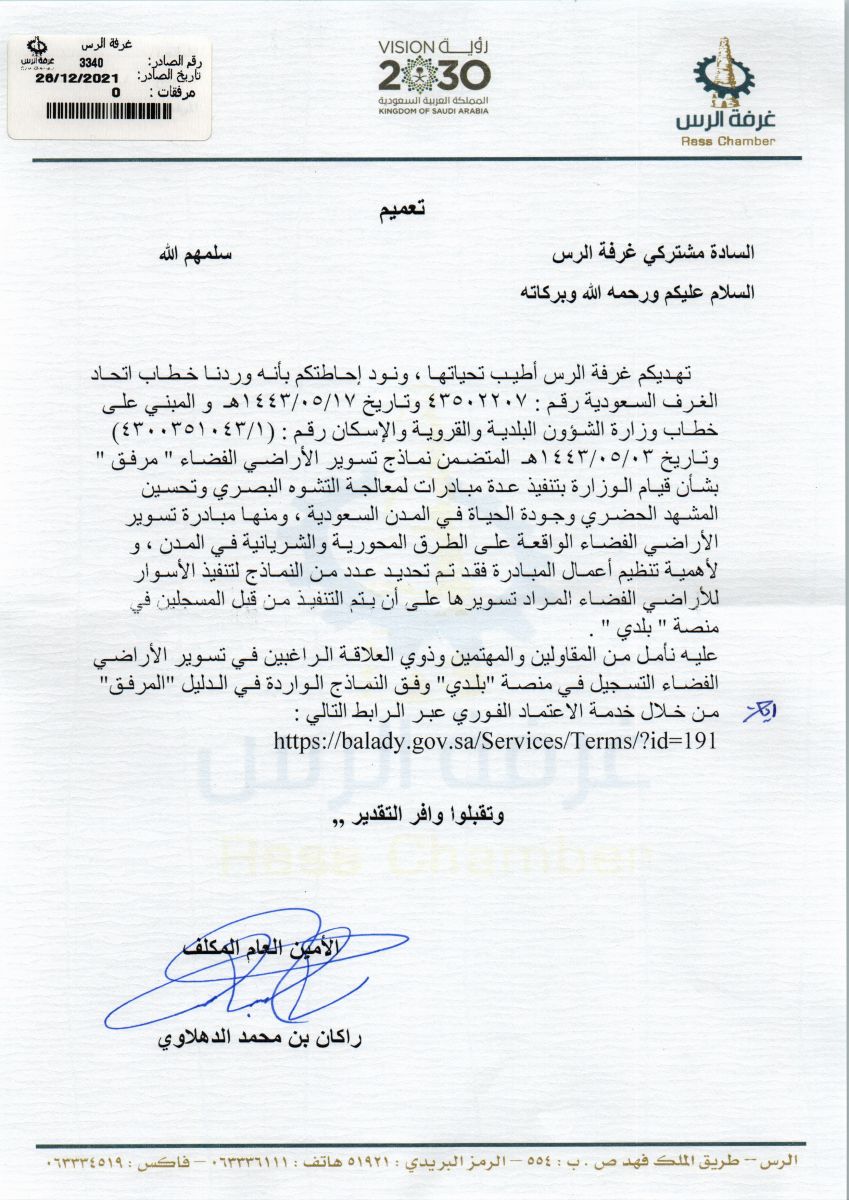 غرفة الرس
رقم الصادر: 3340
تاريخ الصادر: 26/12/2021
مرفقات : 0
غرفة الرس
VISION رؤيـــة
2030
المملكة العربية السعودية
KINGDOM OF SAUDI ARABIA
غرفة الرس
Rass Chamber
تعميم
السادة مشتركي غرفة الرس سلمهم الله
السلام عليكم ورحمه الله وبركاته
تهديكم غرفة الرس أطيب تحياتها ، ونود إحاطتكم بأنه وردنا خطاب اتحاد
الغرف السعودية رقم : ٤٣٥٠٢٢٠٧ وتاريخ ١٤٤٣/٠٥/١٧هـ و المبني على
خطاب وزارة الشؤون البلدية والقروية والإسكان رقم : (٤٣٠٠٣٥١٠٤٣/١)
وتاريخ ١٤٤٣/٠٥/٠٣هـ المتضمن نماذج تسوير الأراضي الفضاء " مرفق "
بشأن قيام الوزارة بتنفيذ عدة مبادرات لمعالجة التشوه البصري وتحسين
المشهد الحضري وجودة الحياة في المدن السعودية ، ومنها مبادرة تسوير
الأراضي الفضاء الواقعة على الطرق المحورية والشريانية في المدن ، و
لأهمية تنظيم أعمال المبادرة فقد تم تحديد عدد من النماذج لتنفيذ الأسوار
للأراضي الفضاء المراد تسويرها على أن يتم التنفيذ من قبل المسجلين في
منصة " بلدي " .
عليه نأمل من المقاولين والمهتمين وذوي العلاقة الراغبين في تسوير الأراضي
الفضاء التسجيل في منصة "بلدي" وفق النماذج الواردة في الدليل "المرفق"
من خلال خدمة الاعتماد الفوري عبر الرابط التالي :
https://balady.gov.sa/Services/Terms/?id=191
وتقبلوا وافر التقدير ,,
غرفة الرس
Rass Chamber
الأمين العام المكلف
راكان بن محمد الدهلاوي
الرس – طريق الملك فهد ص . ب : ٥٥٤ – الرمز البريدي : ٥١٩٢١ هاتف : ٠٦٣٣٣٦١١١ – فاكس : ٠٦٣٣٣٤٥١٩